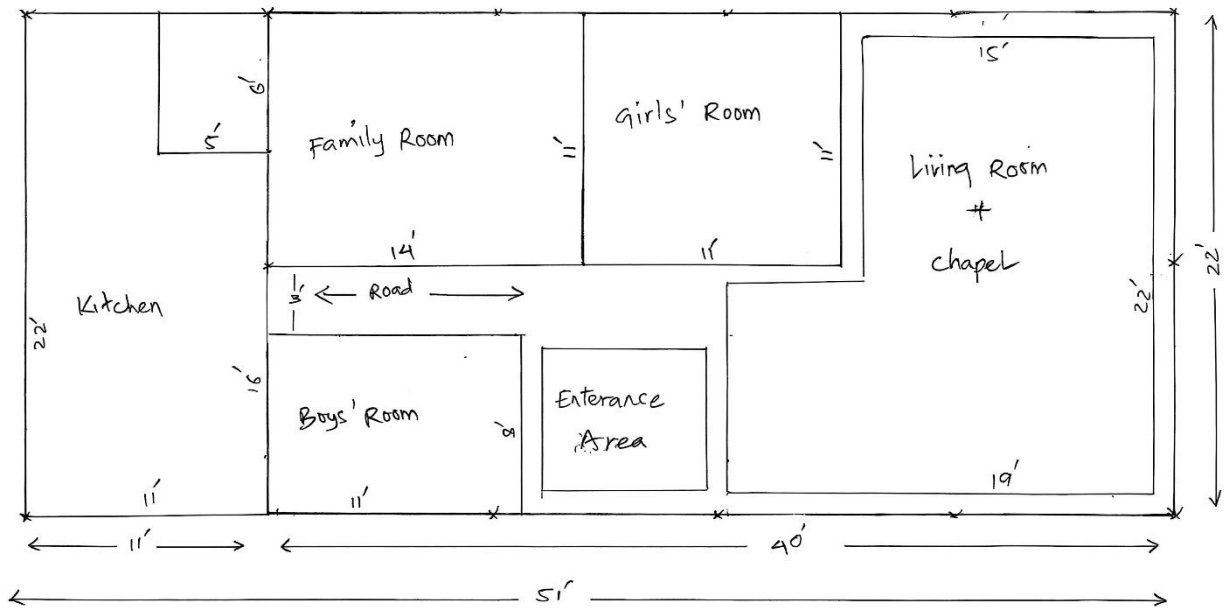 15'
6'
5'
Family Room
11'
Girls' Room
11'
Living Room
+
Chapel
14'
11'
22'
22'
Kitchen
22'
3'
Road
16'
Boys' Room
8'
Enterance
Area
11'
11'
19'
11'
40'
51'